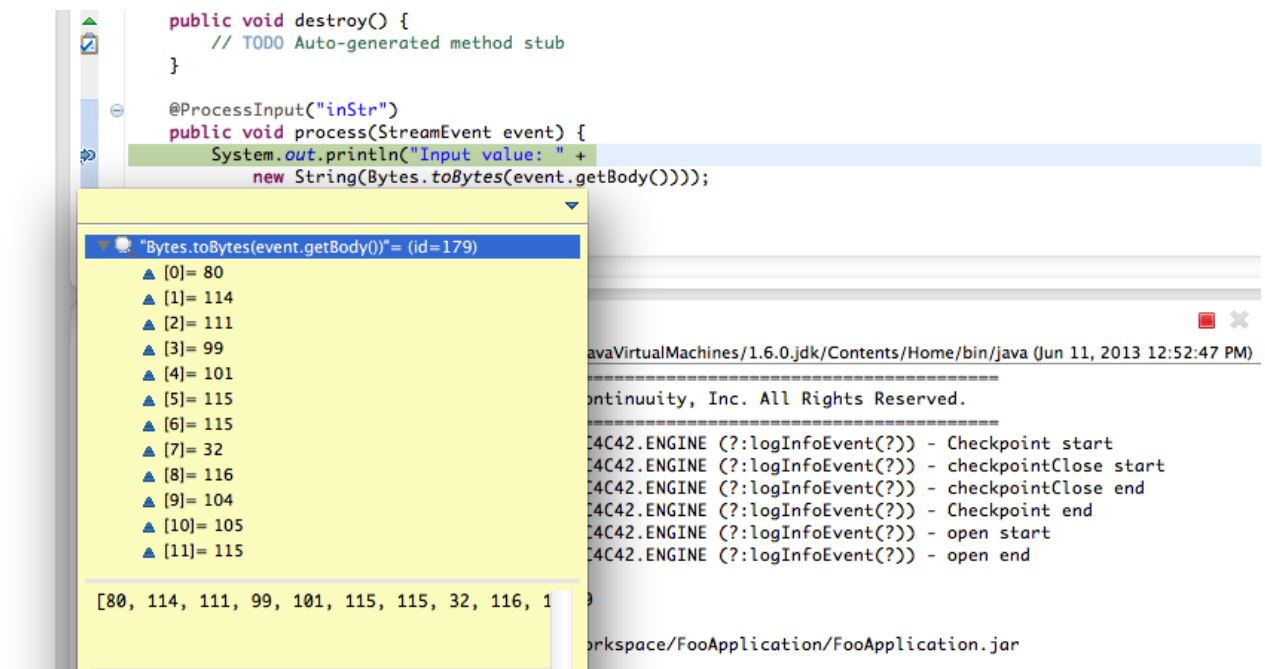 public void destroy() {
// TODO Auto-generated method stub
}
@ProcessInput("inStr")
public void process(StreamEvent event) {
System.out.println("Input value: " +
new String(Bytes.toBytes(event.getBody())));
"Bytes.toBytes(event.getBody())"= (id=179)
[0]= 80
[1]= 114
[2]= 111
[3]= 99
[4]= 101
[5]= 115
[6]= 115
[7]= 32
[8]= 116
[9]= 104
[10]= 105
[11]= 115
[80, 114, 111, 99, 101, 115, 115, 32, 116, 1
avaVirtualMachines/1.6.0.jdk/Contents/Home/bin/java (Jun 11, 2013 12:52:47 PM)
=======================================
ontinuuity, Inc. All Rights Reserved.
=======================================
C4C42.ENGINE (?:logInfoEvent(?)) - Checkpoint start
C4C42.ENGINE (?:logInfoEvent(?)) - checkpointClose start
C4C42.ENGINE (?:logInfoEvent(?)) - checkpointClose end
C4C42.ENGINE (?:logInfoEvent(?)) - Checkpoint end
C4C42.ENGINE (?:logInfoEvent(?)) - open start
C4C42.ENGINE (?:logInfoEvent(?)) - open end
9
orkspace/FooApplication/FooApplication.jar